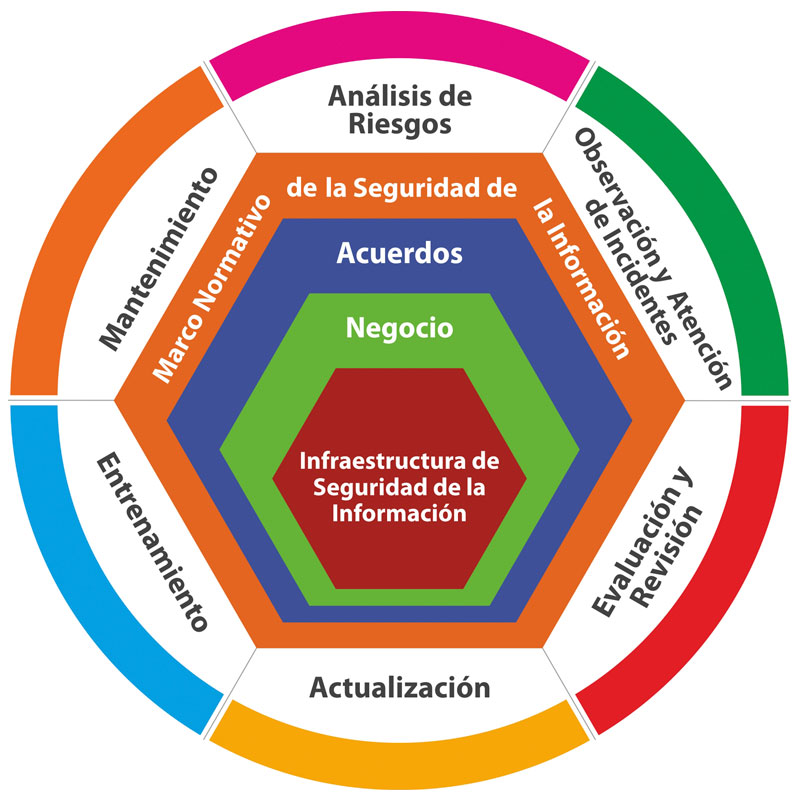 Análisis de
Riesgos
Observación y Atención
de Incidentes
Evaluación y
Revisión
Actualización
Entrenamiento
Mantenimiento
Marco Normativo
de la Seguridad de
la Información
Acuerdos
Negocio
Infraestructura de
Seguridad de la
Información